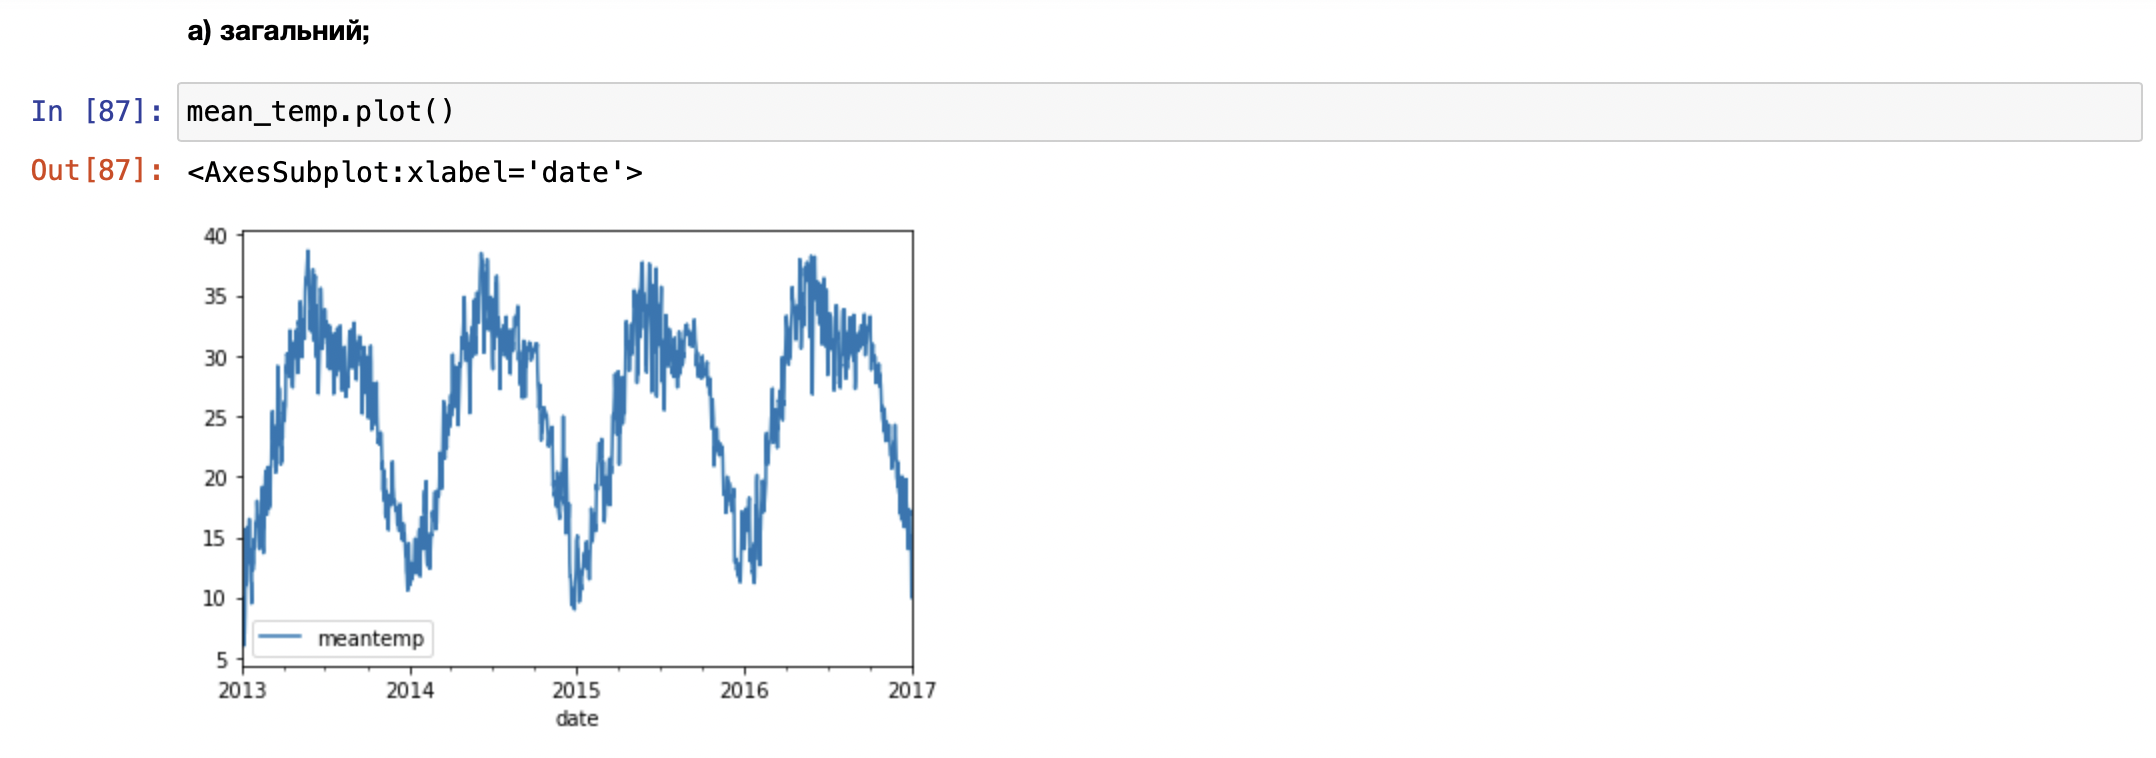 а) загальний;
In [87]: mean_temp.plot()
Out[87]: <AxesSubplot:xlabel='date'>
40
35
30
25
20
15
10
5
meantemp
2013 2014 2015 2016 2017
date